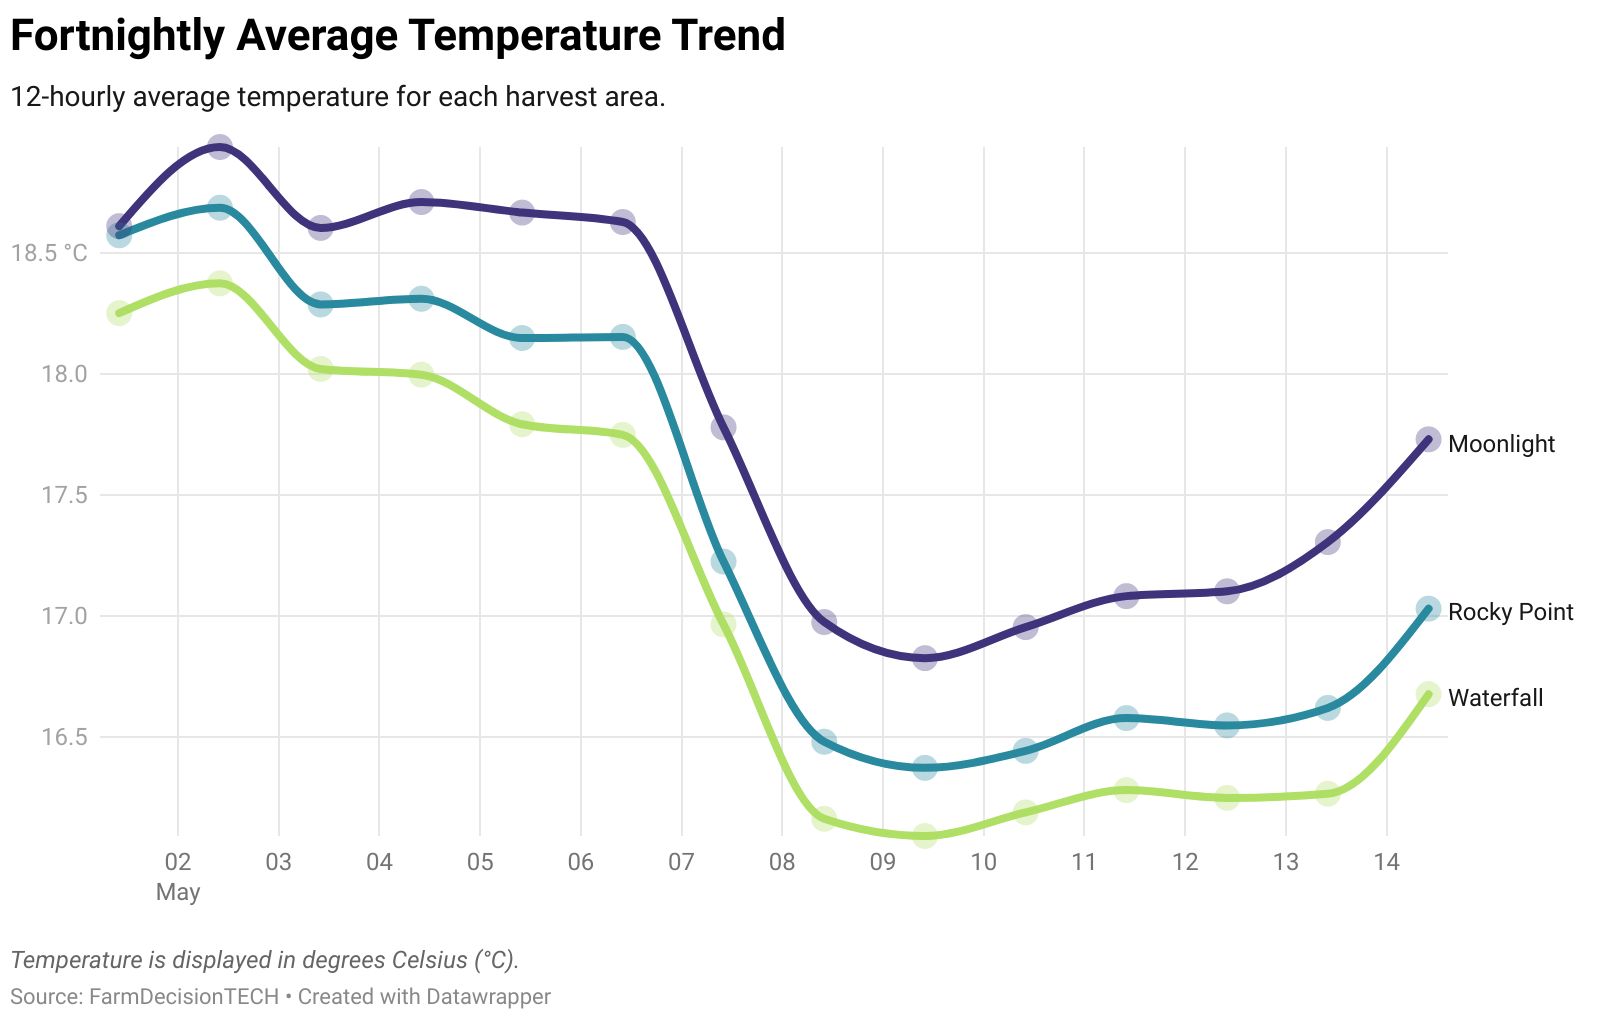 Fortnightly Average Temperature Trend
12-hourly average temperature for each harvest area.
18.5 °C
18.0
17.5
17.0
16.5
Moonlight
Rocky Point
Waterfall
02 03 04 05 06 07 08 09 10 11 12 13 14
May
Temperature is displayed in degrees Celsius (°C).
Source: FarmDecisionTECH • Created with Datawrapper